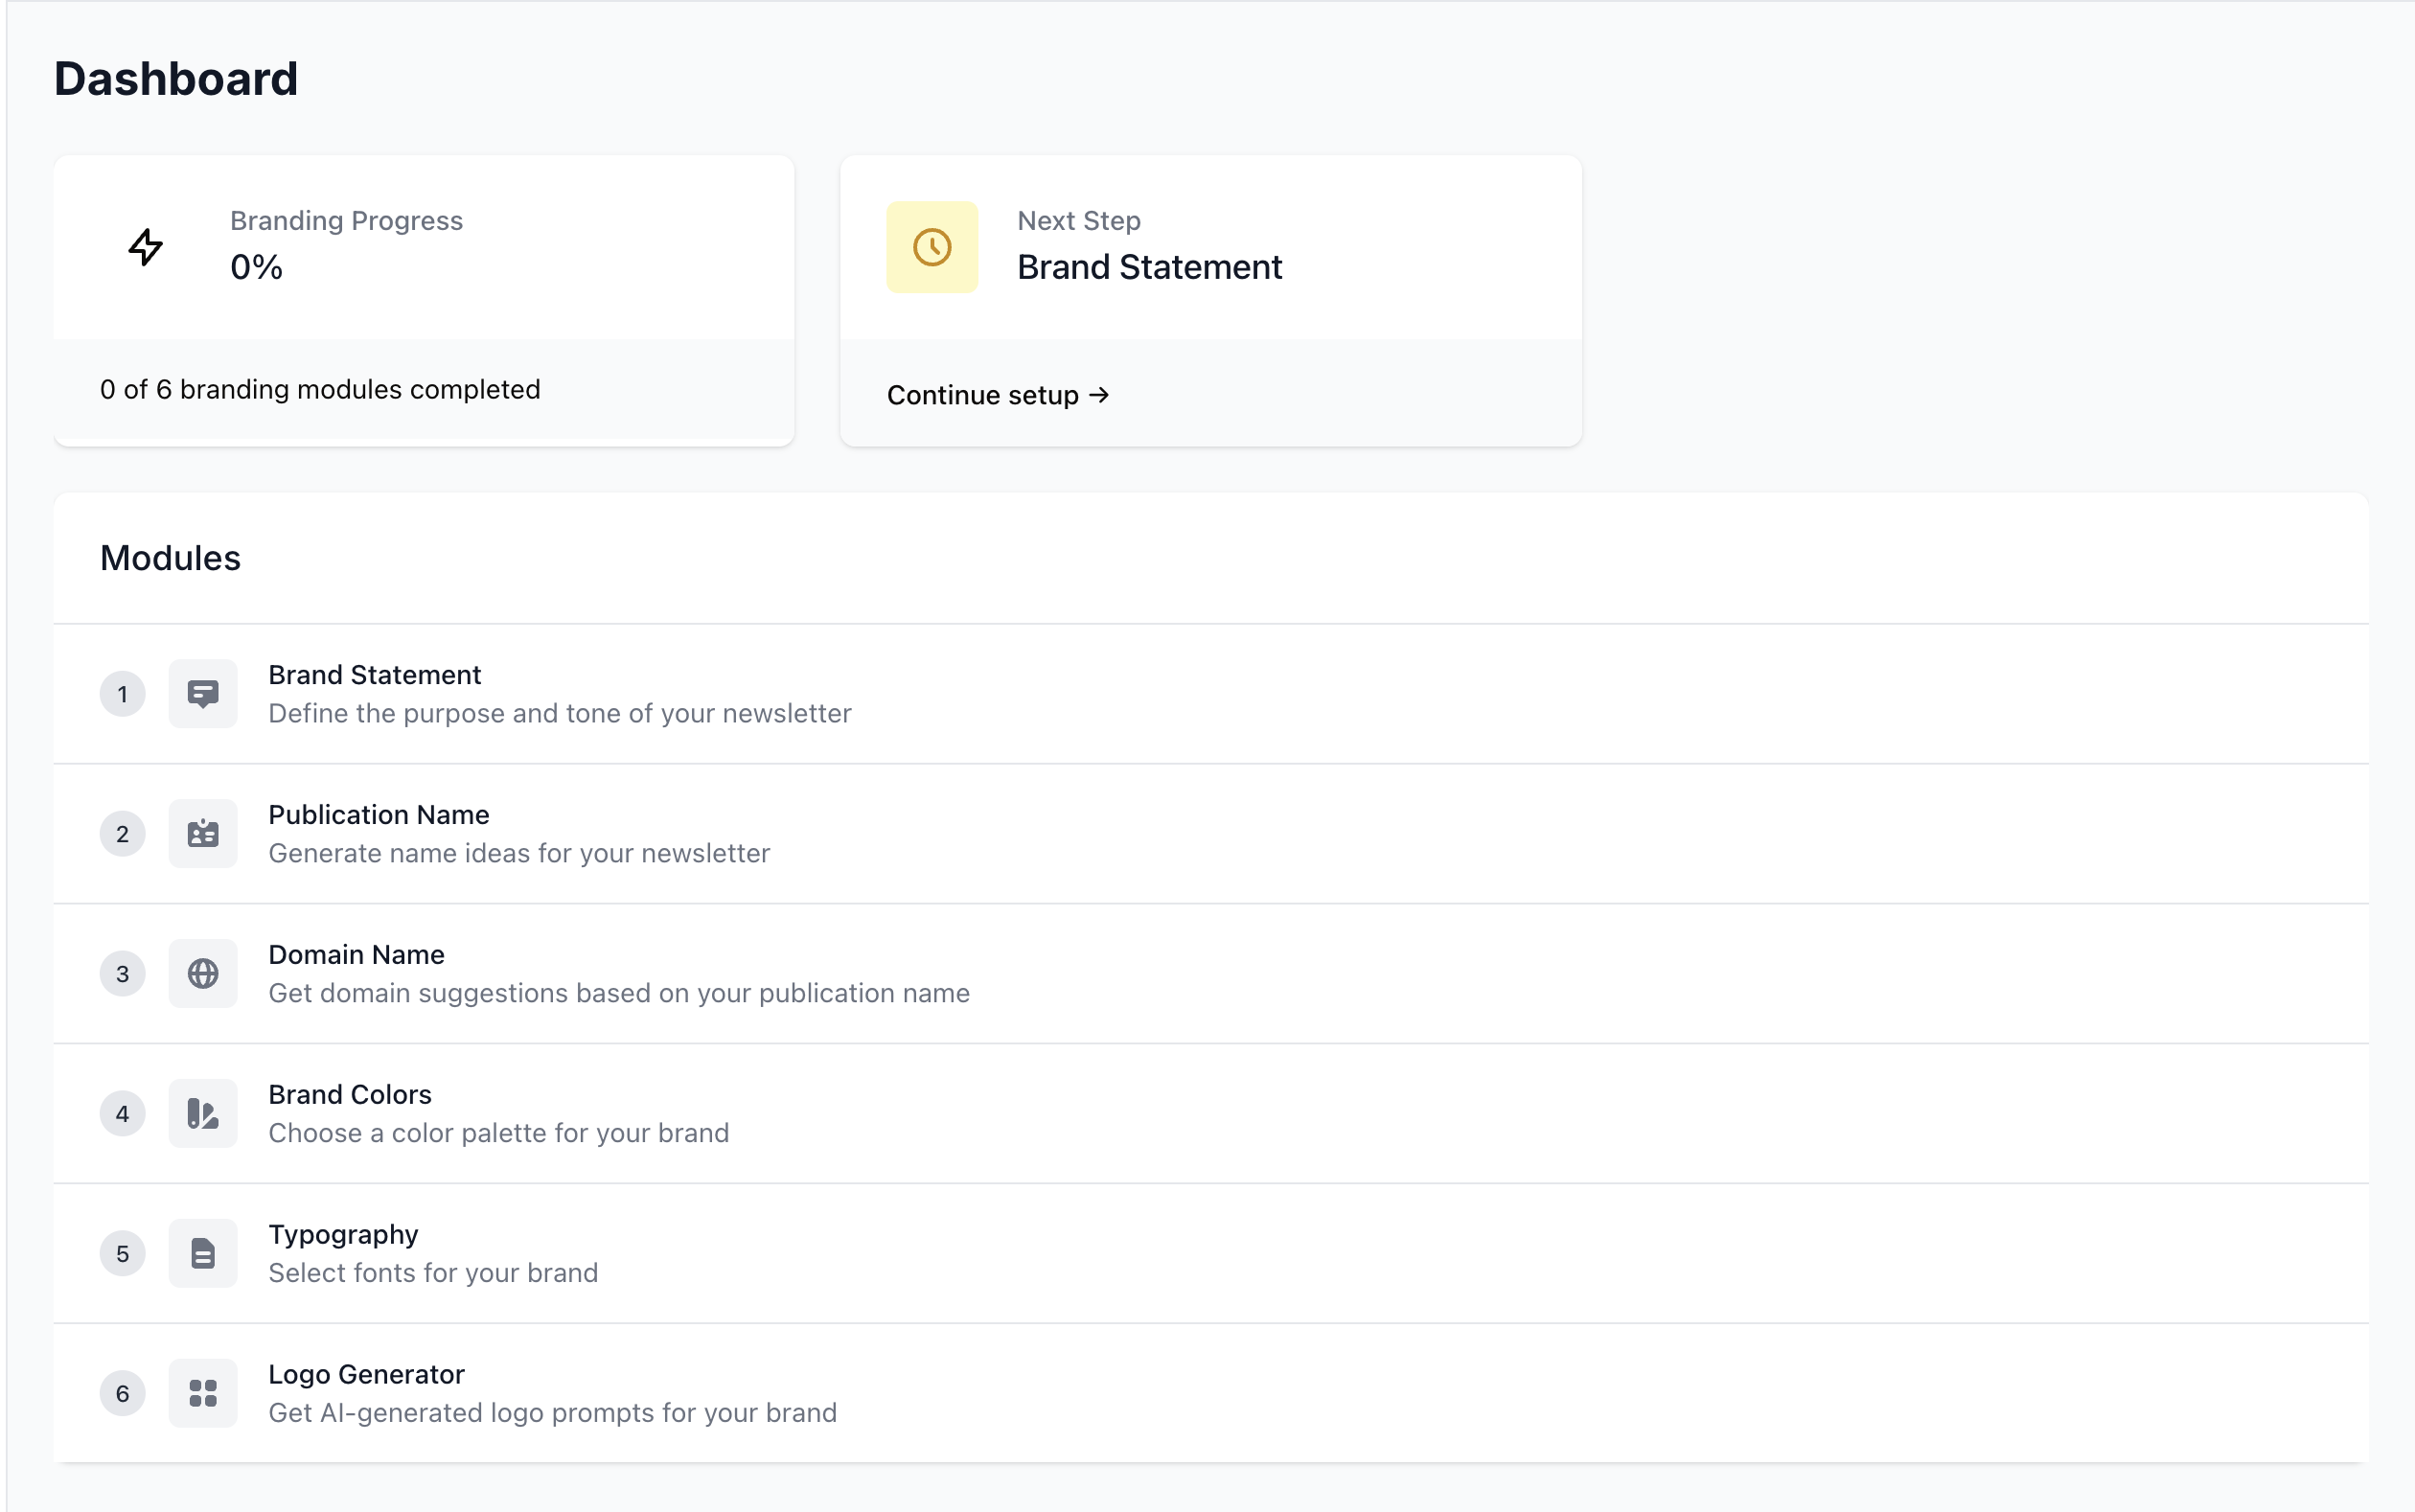 Dashboard
Branding Progress
0%
0 of 6 branding modules completed
Next Step
Brand Statement
Continue setup →
Modules
1
Brand Statement
Define the purpose and tone of your newsletter
2
Publication Name
Generate name ideas for your newsletter
3
Domain Name
Get domain suggestions based on your publication name
4
Brand Colors
Choose a color palette for your brand
5
Typography
Select fonts for your brand
6
Logo Generator
Get AI-generated logo prompts for your brand